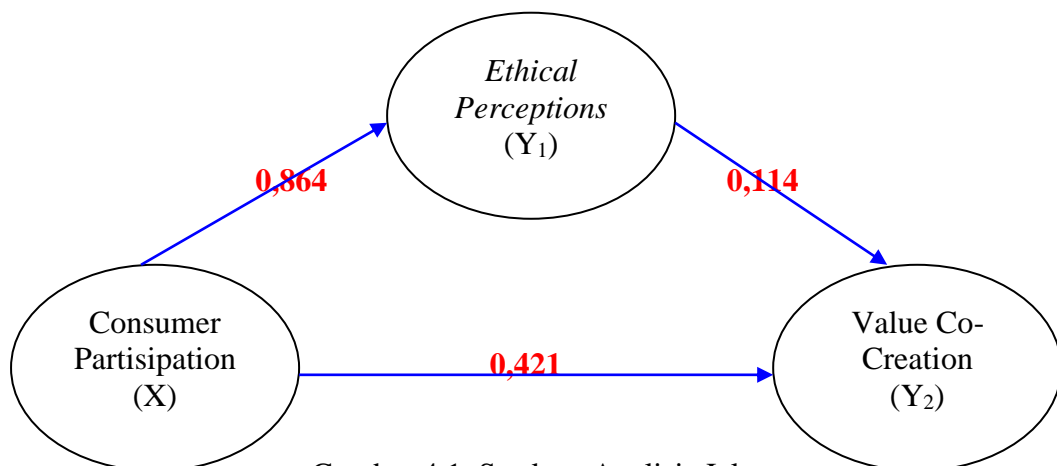 Ethical
Perceptions
(Y₁)
0,864
0,114
Consumer
Partisipation
(X)
0,421
Value Co-
Creation
(Y₂)